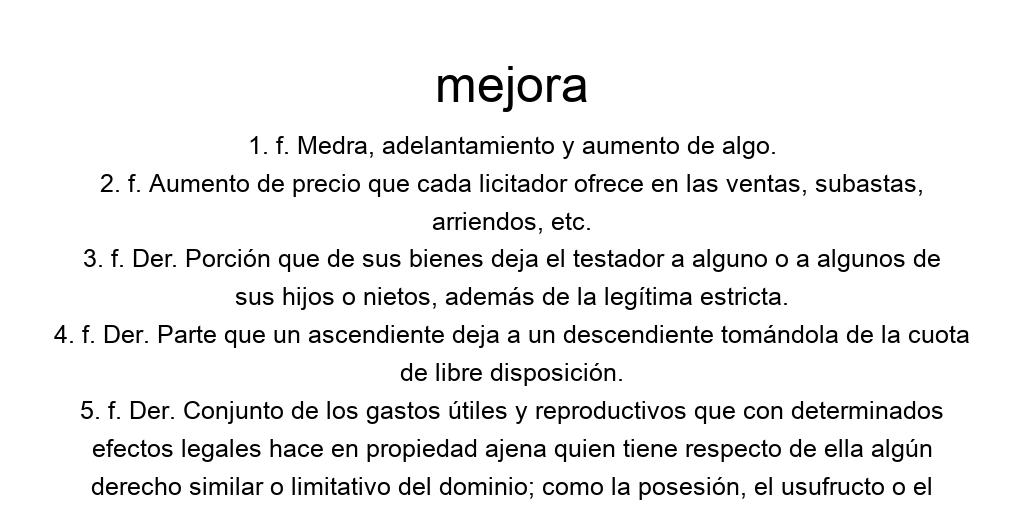 mejora
1. f. Medra, adelantamiento y aumento de algo.
2. f. Aumento de precio que cada licitador ofrece en las ventas, subastas,
arriendos, etc.
3. f. Der. Porción que de sus bienes deja el testador a alguno o a algunos de
sus hijos o nietos, además de la legítima estricta.
4. f. Der. Parte que un ascendiente deja a un descendiente tomándola de la cuota
de libre disposición.
5. f. Der. Conjunto de los gastos útiles y reproductivos que con determinados
efectos legales hace en propiedad ajena quien tiene respecto de ella algún
derecho similar o limitativo del dominio; como la posesión, el usufructo o el